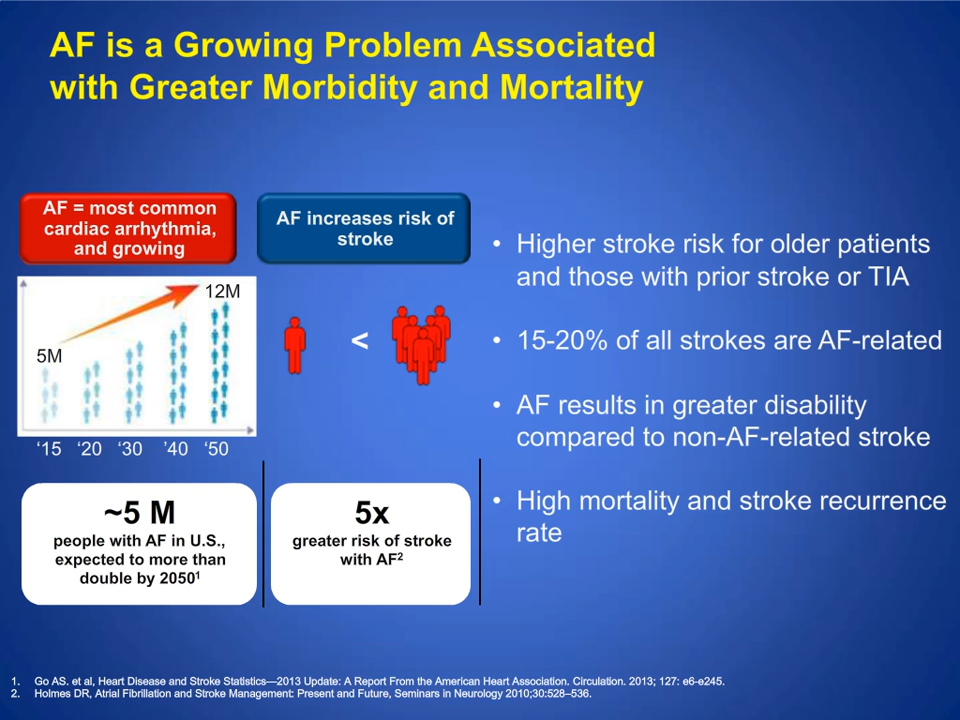 AF is a Growing Problem Associated
with Greater Morbidity and Mortality
AF = most common
cardiac arrhythmia,
and growing
12M
5M
‘15 ‘20 ‘30 ’40 ‘50
~5 M
people with AF in U.S.,
expected to more than
double by 2050¹
AF increases risk of
stroke
<
5x
greater risk of stroke
with AF²
• Higher stroke risk for older patients
and those with prior stroke or TIA
• 15-20% of all strokes are AF-related
• AF results in greater disability
compared to non-AF-related stroke
• High mortality and stroke recurrence
rate
1. Go AS. et al, Heart Disease and Stroke Statistics—2013 Update: A Report From the American Heart Association. Circulation. 2013; 127: e6-e245.
2. Holmes DR, Atrial Fibrillation and Stroke Management: Present and Future, Seminars in Neurology 2010;30:528–536.